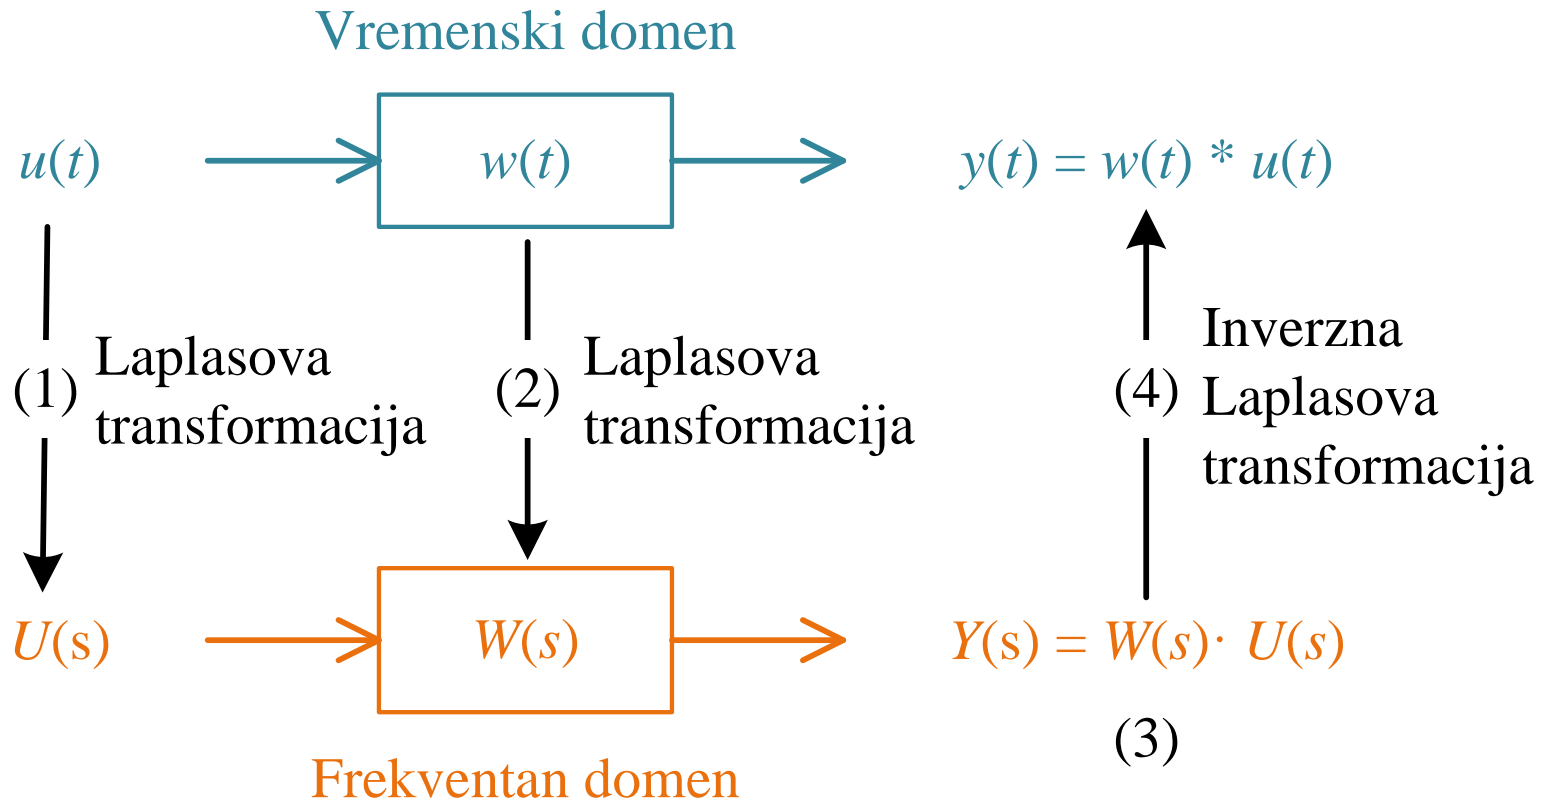 Vremenski domen
u(t)
w(t)
y(t) = w(t) * u(t)
(1)
Laplasova
transformacija
(2)
Laplasova
transformacija
(4)
Inverzna
Laplasova
transformacija
U(s)
W(s)
Y(s) = W(s)· U(s)
(3)
Frekventan domen